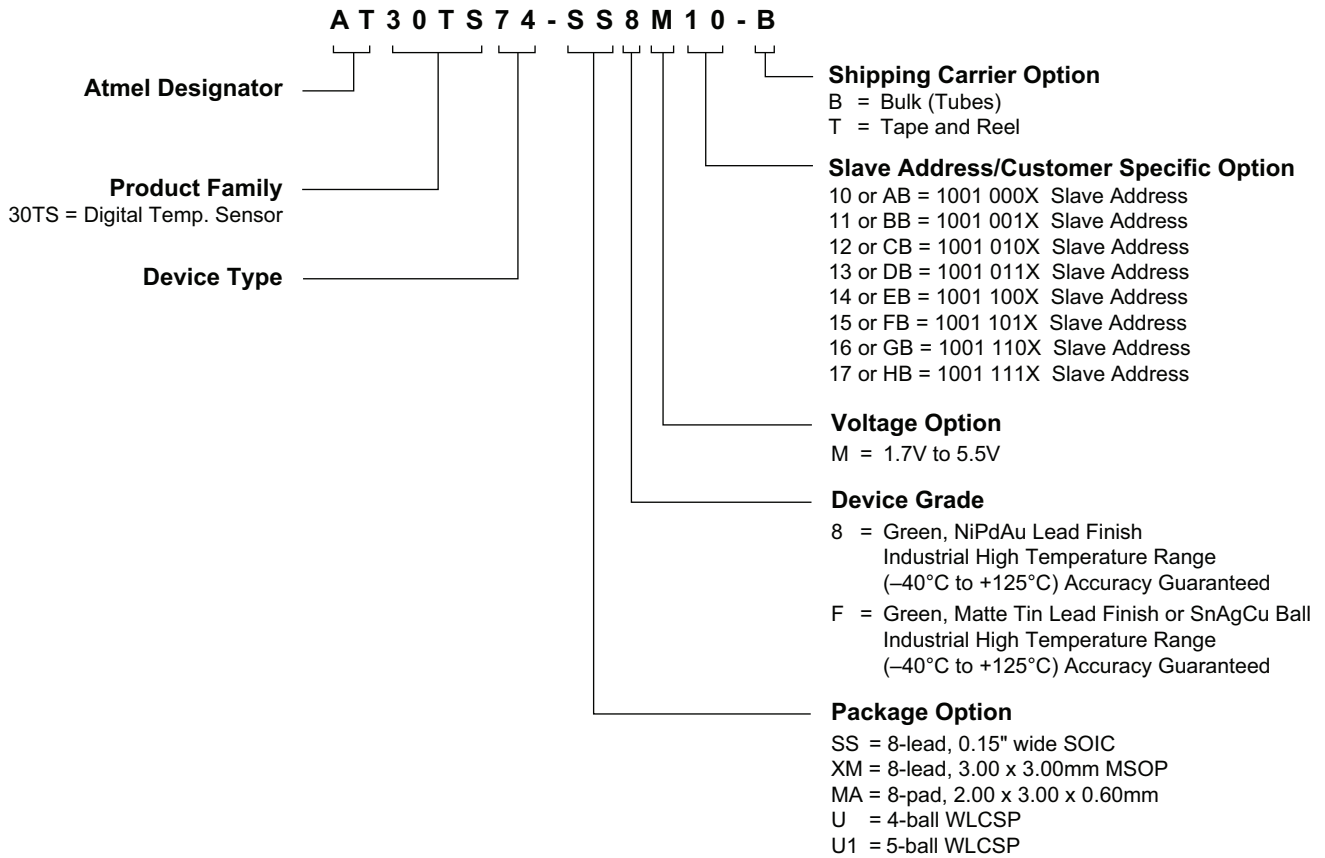 AT30TS74-SS8M10-B
Atmel Designator
Product Family
30TS = Digital Temp. Sensor
Device Type
Shipping Carrier Option
B = Bulk (Tubes)
T = Tape and Reel
Slave Address/Customer Specific Option
10 or AB = 1001 000X Slave Address
11 or BB = 1001 001X Slave Address
12 or CB = 1001 010X Slave Address
13 or DB = 1001 011X Slave Address
14 or EB = 1001 100X Slave Address
15 or FB = 1001 101X Slave Address
16 or GB = 1001 110X Slave Address
17 or HB = 1001 111X Slave Address
Voltage Option
M = 1.7V to 5.5V
Device Grade
8 = Green, NiPdAu Lead Finish
Industrial High Temperature Range
(–40°C to +125°C) Accuracy Guaranteed
F = Green, Matte Tin Lead Finish or SnAgCu Ball
Industrial High Temperature Range
(–40°C to +125°C) Accuracy Guaranteed
Package Option
SS = 8-lead, 0.15" wide SOIC
XM = 8-lead, 3.00 x 3.00mm MSOP
MA = 8-pad, 2.00 x 3.00 x 0.60mm
U = 4-ball WLCSP
U1 = 5-ball WLCSP